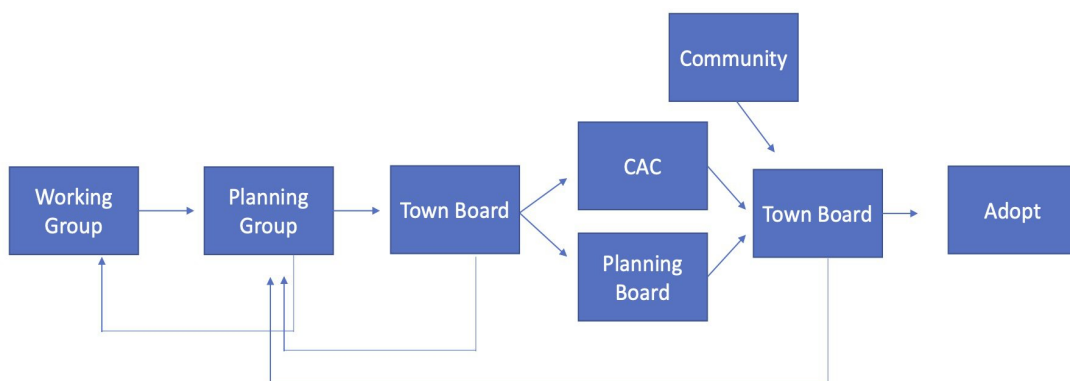 Community
Working
Group
Planning
Group
Town Board
CAC
Planning
Board
Town Board
Adopt